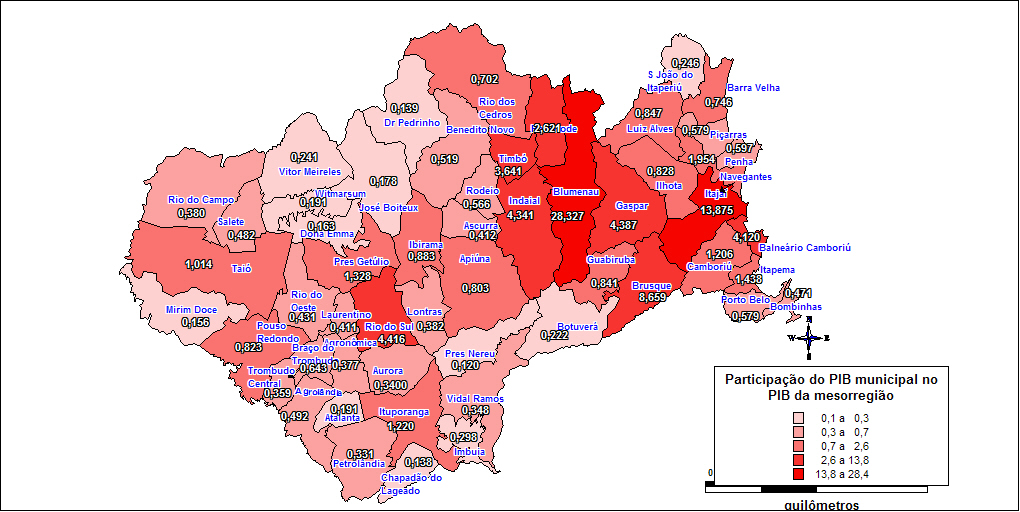 0,246
S João do
Itaperiú
0,702
Barra Velha
0,746
0,139
Rio dos
Cedros
0,847
Dr Pedrinho
Benedito Novo
2,621
Luiz Alves
0,579
Piçarras
0,597
0,241
Vitor Meireles
0,519
Timbó
3,641
1,954
Penha
0,828
Navegantes
0,178
Ilhota
Itajaí
Rio do Campo
Witmarsum
0,191
Rodeio
0,566
Indaial
4,341
Blumenau
28,327
Gaspar
4,387
13,875
0,380
José Boiteux
Salete
0,482
0,163
Dona Emma
Ascurra
0,412
4,120
Balneário Camboriú
Ibirama
0,883
Apiúna
Guabiruba
1,206
Camboriú
Itapema
1,014
Taió
Pres Getúlio
1,328
0,803
0,841
Brusque
8,659
1,438
0,471
Porto Belo
Bombinhas
0,579
Mirim Doce
0,156
Rio do
Oeste
0,431
Laurentino
0,411
Lontras
0,382
Rio do Sul
4,416
Pouso
Redondo
0,823
Agronômica
0,377
Botuverá
0,222
N
W
E
S
Braço do
Trombudo
0,643
Pres Nereu
0,120
Trombudo
Central
0,359
Aurora
0,3400
Agrolândia
0,492
0,191
Atalanta
Ituporanga
1,220
Vidal Ramos
0,348
0,298
Imbuia
0,331
Petrolândia
0,138
Chapadão do
Lageado
Participação do PIB municipal no
PIB da mesorregião
0,1 a 0,3
0,3 a 0,7
0,7 a 2,6
2,6 a 13,8
13,8 a 28,4
0
quilômetros